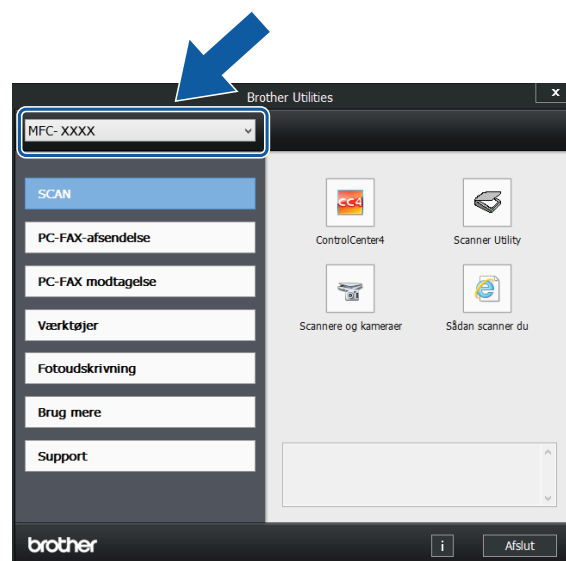 Brother Utilities
x
MFC- XXXX
SCAN
PC-FAX-afsendelse
PC-FAX modtagelse
Værktøjer
Fotoudskrivning
Brug mere
Support
CC4
ControlCenter4
Scanner Utility
Scannere og kameraer
Sådan scanner du
brother
i
Afslut